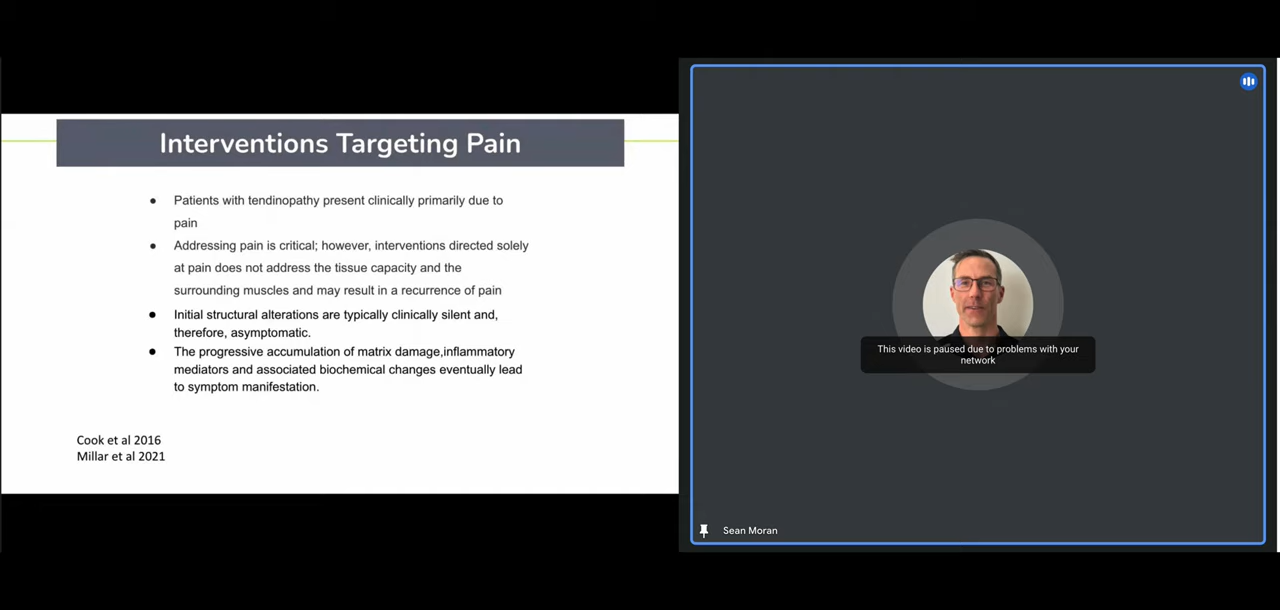 Interventions Targeting Pain
● Patients with tendinopathy present clinically primarily due to
pain
● Addressing pain is critical; however, interventions directed solely
at pain does not address the tissue capacity and the
surrounding muscles and may result in a recurrence of pain
● Initial structural alterations are typically clinically silent and,
therefore, asymptomatic.
● The progressive accumulation of matrix damage,inflammatory
mediators and associated biochemical changes eventually lead
to symptom manifestation.
Cook et al 2016
Millar et al 2021
This video is paused due to problems with your
network
Sean Moran